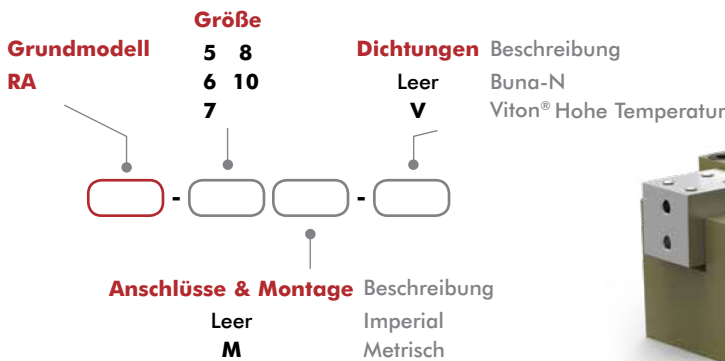 Größe
Grundmodell 5 8 Dichtungen Beschreibung
RA 6 10 Leer Buna-N
7 V Viton® Hohe Temperatur
- -
Anschlüsse & Montage Beschreibung
Leer Imperial
M Metrisch